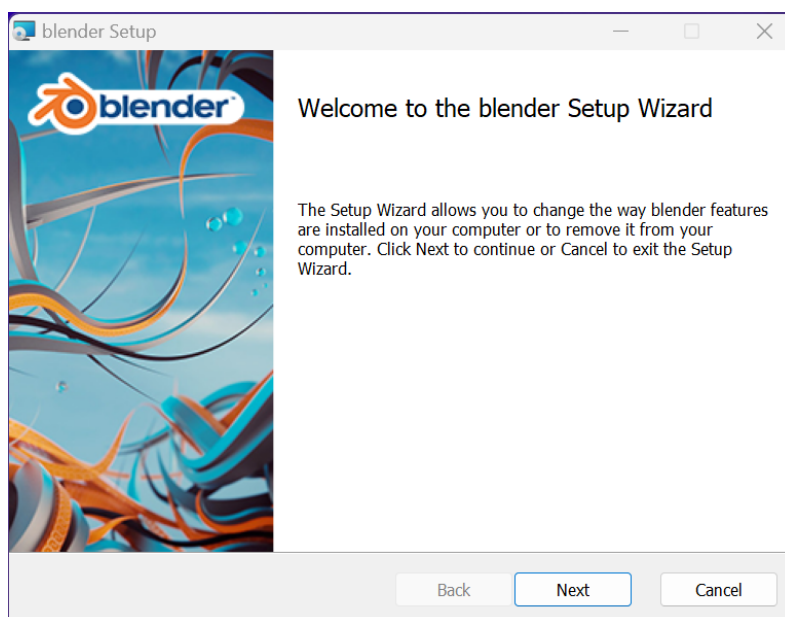 blender Setup
blender
Welcome to the blender Setup Wizard
The Setup Wizard allows you to change the way blender features
are installed on your computer or to remove it from your
computer. Click Next to continue or Cancel to exit the Setup
Wizard.
Back
Next
Cancel